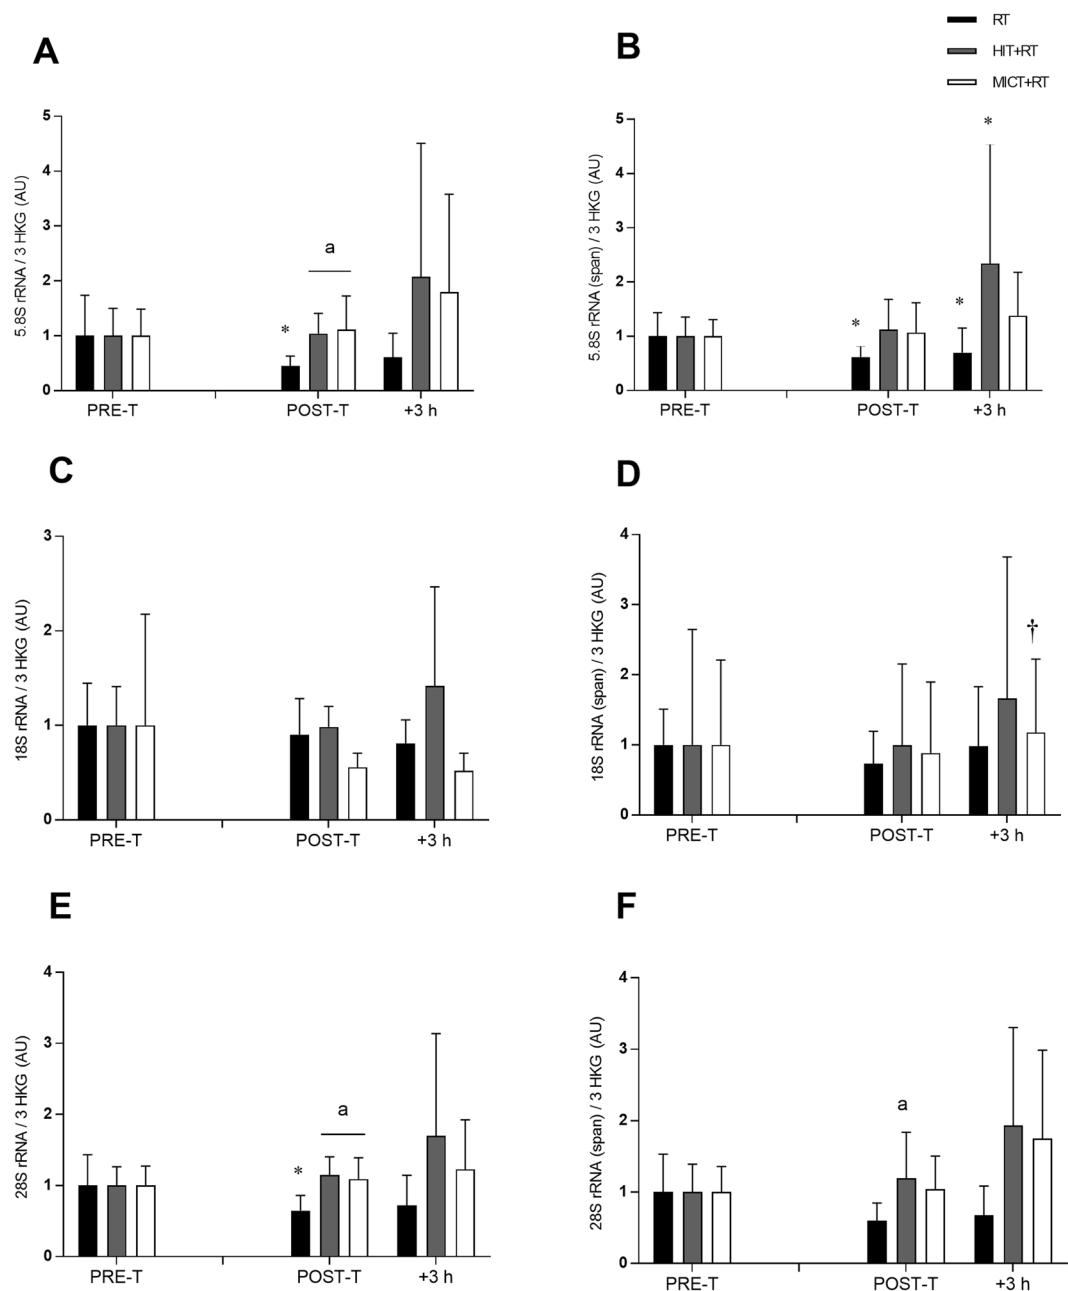 RT
HIT+RT
MICT+RT
A
5.8S rRNA / 3 HKG (AU)
5
4
3
2
1
0
*
a
PRE-T
POST-T
+3 h
B
5.8S rRNA (span) / 3 HKG (AU)
5
4
3
2
1
0
*
*
*
PRE-T
POST-T
+3 h
C
18S rRNA / 3 HKG (AU)
3
2
1
0
PRE-T
POST-T
+3 h
D
18S rRNA (span) / 3 HKG (AU)
4
3
2
1
0
†
PRE-T
POST-T
+3 h
E
28S rRNA / 3 HKG (AU)
4
3
2
1
0
*
a
PRE-T
POST-T
+3 h
F
28S rRNA (span) / 3 HKG (AU)
4
3
2
1
0
a
PRE-T
POST-T
+3 h